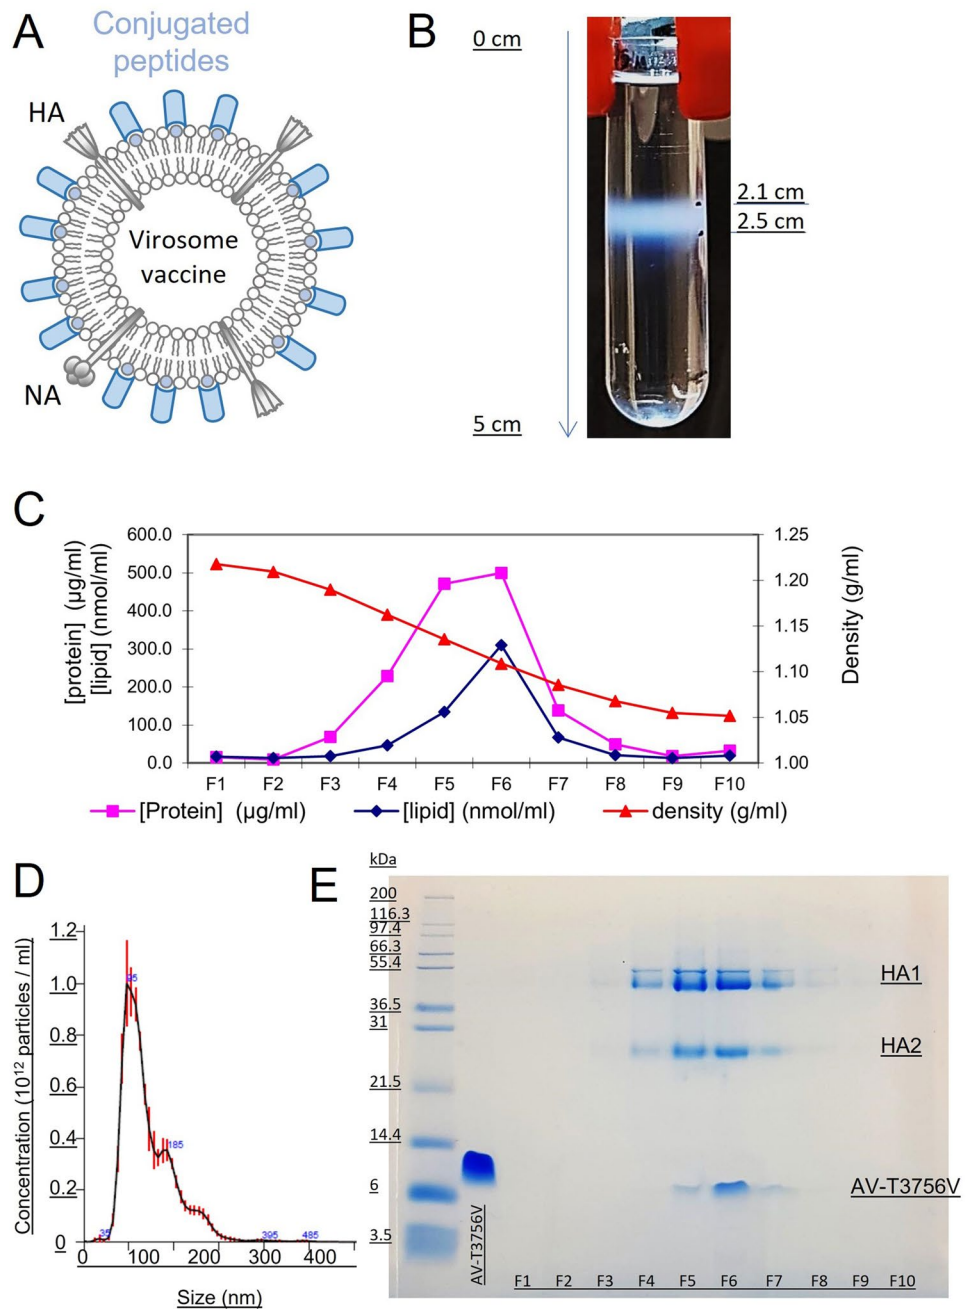 A
Conjugated
peptides
HA
Virosome
vaccine
NA
B
0 cm
2.1 cm
2.5 cm
5 cm
C
[protein] (µg/ml)
[lipid] (nmol/ml)
600.0
500.0
400.0
300.0
200.0
100.0
0.0
1.25
1.20
1.15
1.10
1.05
1.00
Density (g/ml)
F1 F2 F3 F4 F5 F6 F7 F8 F9 F10
[Protein] (µg/ml) [lipid] (nmol/ml) density (g/ml)
D
Concentration (10¹² particles / ml)
1.2
1.0
0.8
0.6
0.4
0.2
0
95
185
35
395
485
0 100 200 300 400
Size (nm)
E
kDa
200
116.3
97.4
66.3
55.4
36.5
31
21.5
14.4
6
3.5
HA1
HA2
AV-T3756V
AV-T3756V
F1 F2 F3 F4 F5 F6 F7 F8 F9 F10